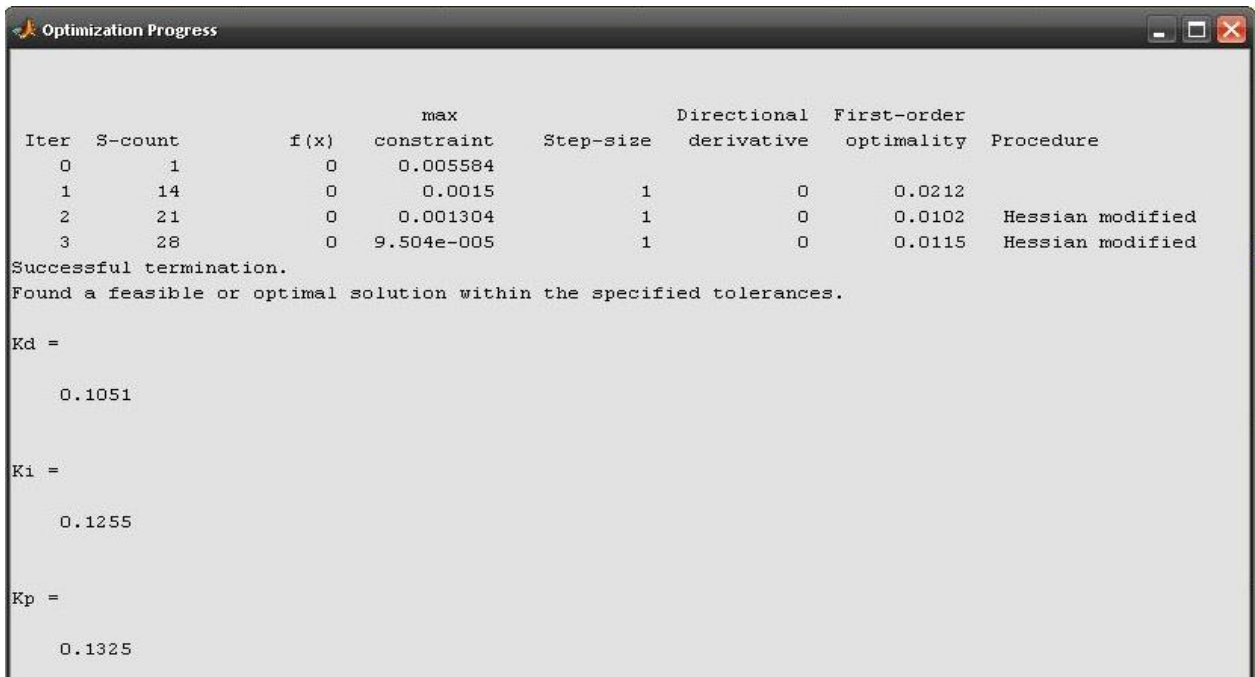 Optimization Progress
max Directional First-order
Iter S-count f(x) constraint Step-size derivative optimality Procedure
0 1 0 0.005584
1 14 0 0.0015 1 0 0.0212
2 21 0 0.001304 1 0 0.0102 Hessian modified
3 28 0 9.504e-005 1 0 0.0115 Hessian modified
Successful termination.
Found a feasible or optimal solution within the specified tolerances.
Kd =
0.1051
Ki =
0.1255
Kp =
0.1325